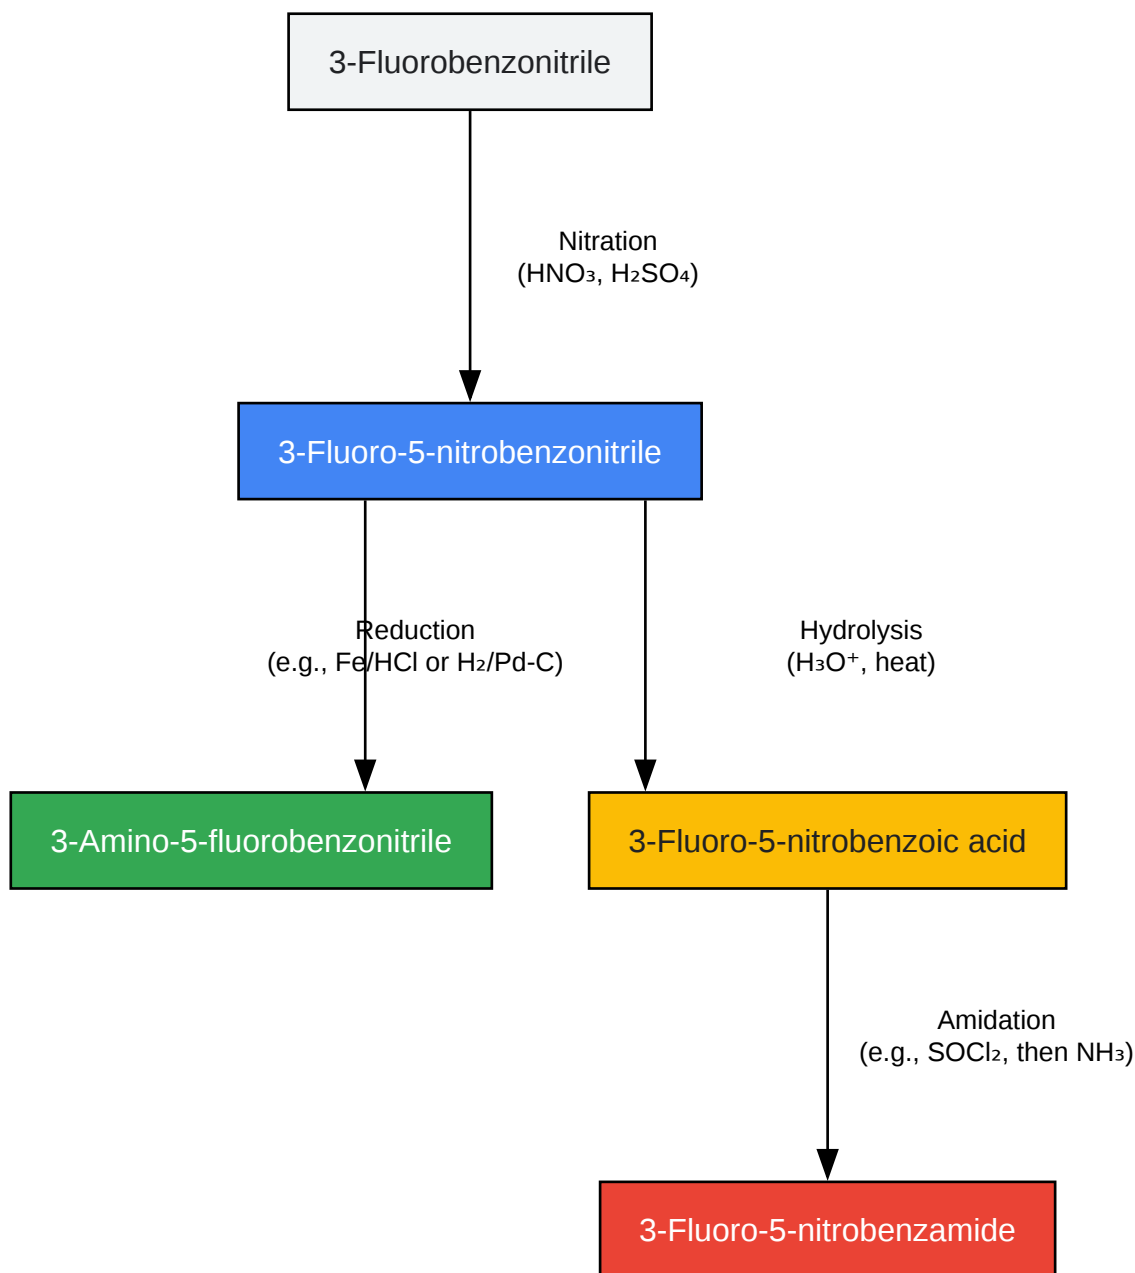 3-Fluorobenzonitrile
Nitration
(HNO₃, H₂SO₄)
3-Fluoro-5-nitrobenzonitrile
Reduction
(e.g., Fe/HCl or H₂/Pd-C)
Hydrolysis
(H₃O⁺, heat)
3-Amino-5-fluorobenzonitrile
3-Fluoro-5-nitrobenzoic acid
Amidation
(e.g., SOCl₂, then NH₃)
3-Fluoro-5-nitrobenzamide